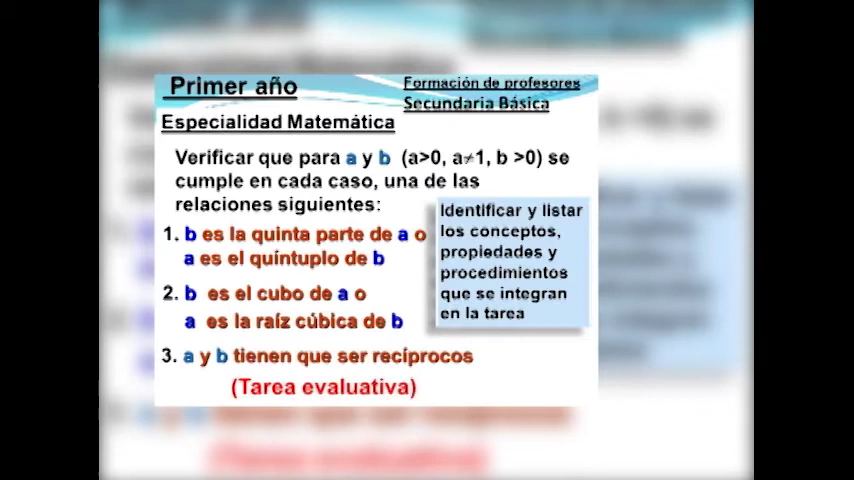 Primer año
Formación de profesores
Secundaria Básica
Especialidad Matemática
Verificar que para a y b (a>0, a≠1, b >0) se
cumple en cada caso, una de las
relaciones siguientes:
1. b es la quinta parte de a o
a es el quíntuplo de b
2. b es el cubo de a o
a es la raíz cúbica de b
3. a y b tienen que ser recíprocos
(Tarea evaluativa)
Identificar y listar
los conceptos,
propiedades y
procedimientos
que se integran
en la tarea